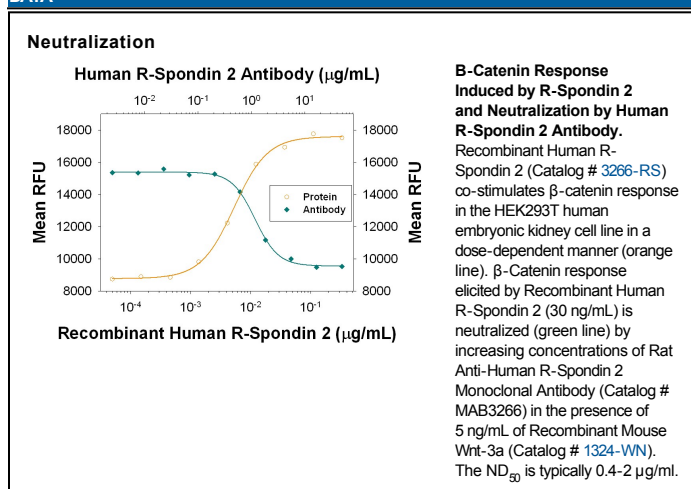 Neutralization
Human R-Spondin 2 Antibody (µg/mL)
10-2 10-1 100 101
18000 18000
16000 16000
14000 14000
12000 12000
10000 10000
8000 8000
Mean RFU
Mean RFU
Protein
Antibody
10-4 10-3 10-2 10-1
Recombinant Human R-Spondin 2 (µg/mL)
B-Catenin Response
Induced by R-Spondin 2
and Neutralization by Human
R-Spondin 2 Antibody.
Recombinant Human R-
Spondin 2 (Catalog # 3266-RS)
co-stimulates β-catenin response
in the HEK293T human
embryonic kidney cell line in a
dose-dependent manner (orange
line). β-Catenin response
elicited by Recombinant Human
R-Spondin 2 (30 ng/mL) is
neutralized (green line) by
increasing concentrations of Rat
Anti-Human R-Spondin 2
Monoclonal Antibody (Catalog #
MAB3266) in the presence of
5 ng/mL of Recombinant Mouse
Wnt-3a (Catalog # 1324-WN).
The ND50 is typically 0.4-2 µg/ml.